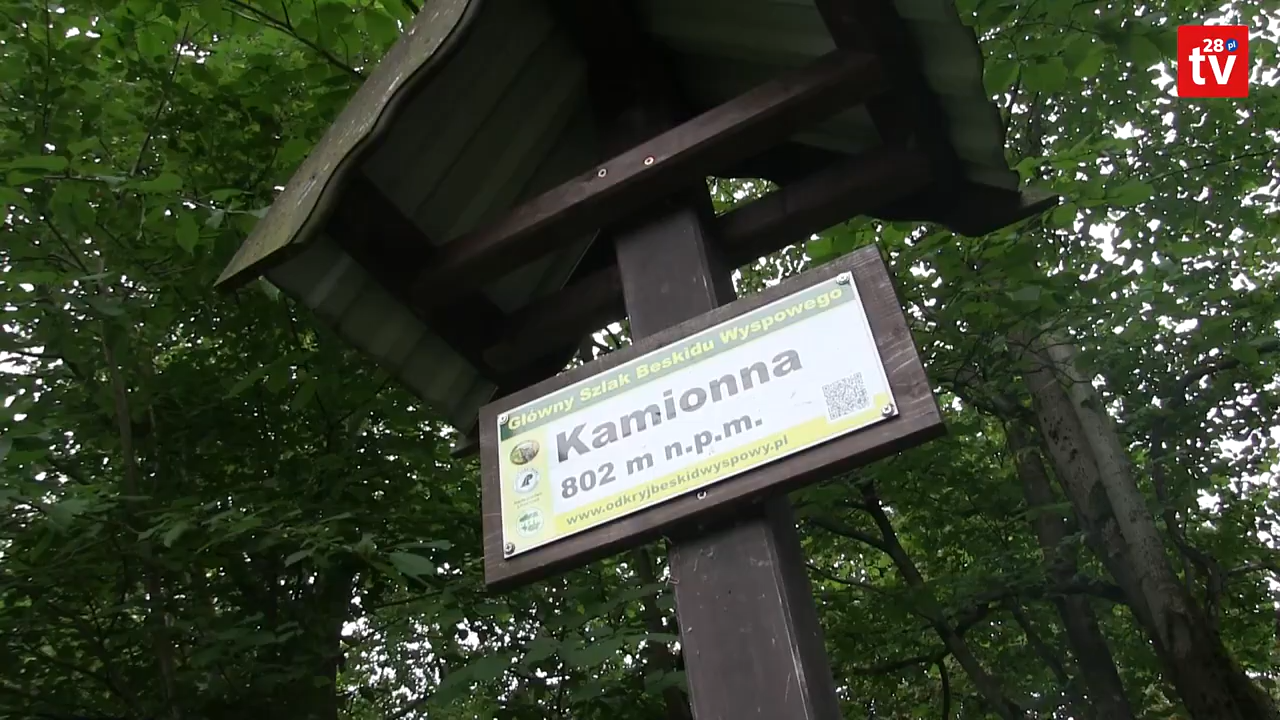 28 pl
tv
Główny Szlak Beskidu Wyspowego
Kamionna
802 m n.p.m.
www.odkryjbeskidwyspowy.pl